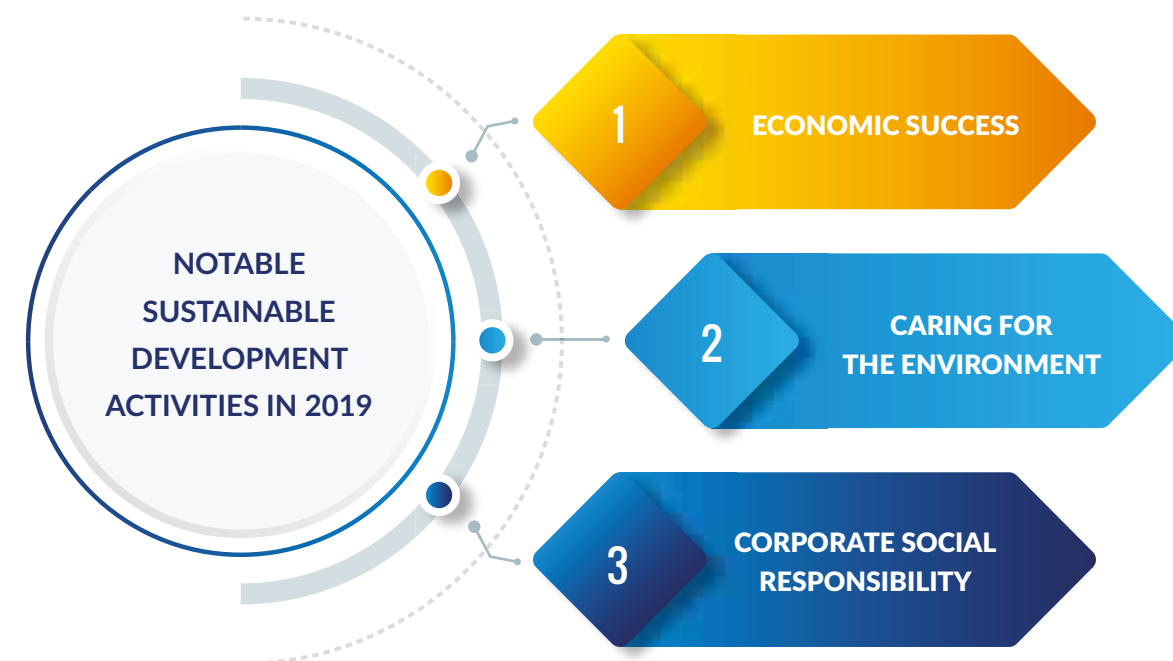 NOTABLE
SUSTAINABLE
DEVELOPMENT
ACTIVITIES IN 2019
1
ECONOMIC SUCCESS
2
CARING FOR
THE ENVIRONMENT
3
CORPORATE SOCIAL
RESPONSIBILITY